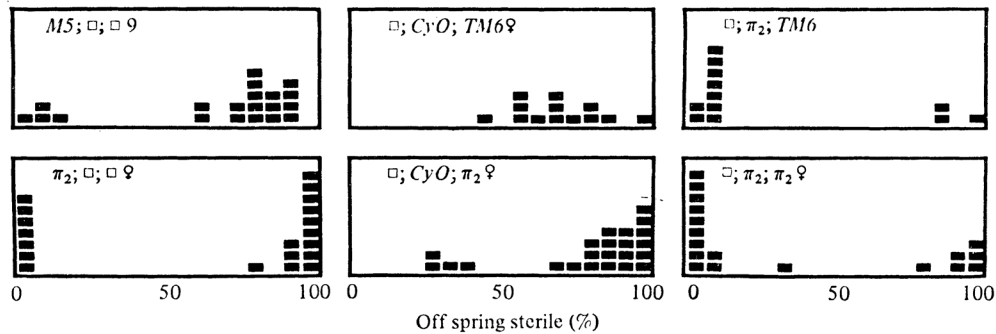 M5; □; □ 9
□; CyO; TM6♀
□; π₂; TM6
π₂; □; □ ♀
□; CyO; π₂ ♀
□; π₂; π₂ ♀
0 50 100 0 50 100 0 50 100
Off spring sterile (%)